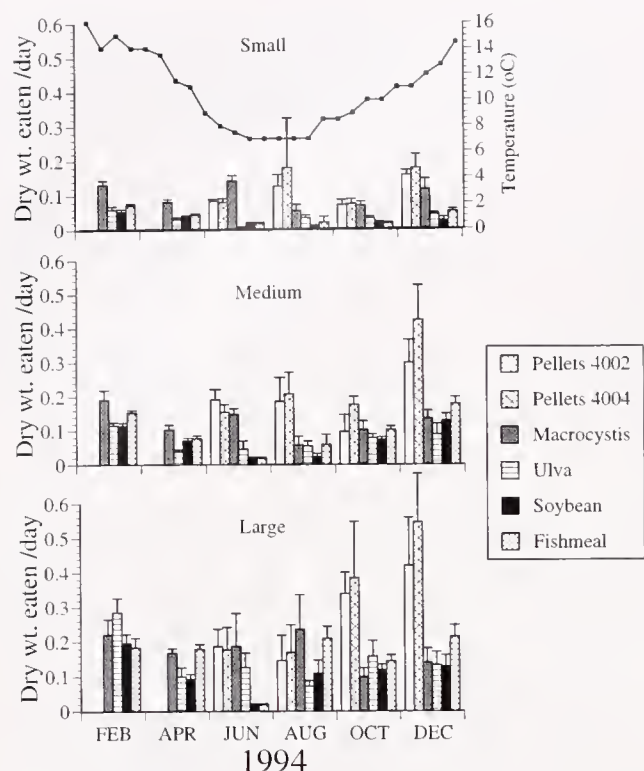 Small
Dry wt. eaten /day
0.6
0.5
0.4
0.3
0.2
0.1
0
16
14
12
10
8
6
4
2
0
Temperature (oC)
Medium
Dry wt. eaten /day
0.6
0.5
0.4
0.3
0.2
0.1
0
Pellets 4002
Pellets 4004
Macrocystis
Ulva
Soybean
Fishmeal
Large
Dry wt. eaten /day
0.6
0.5
0.4
0.3
0.2
0.1
0
FEB APR JUN AUG OCT DEC
1994